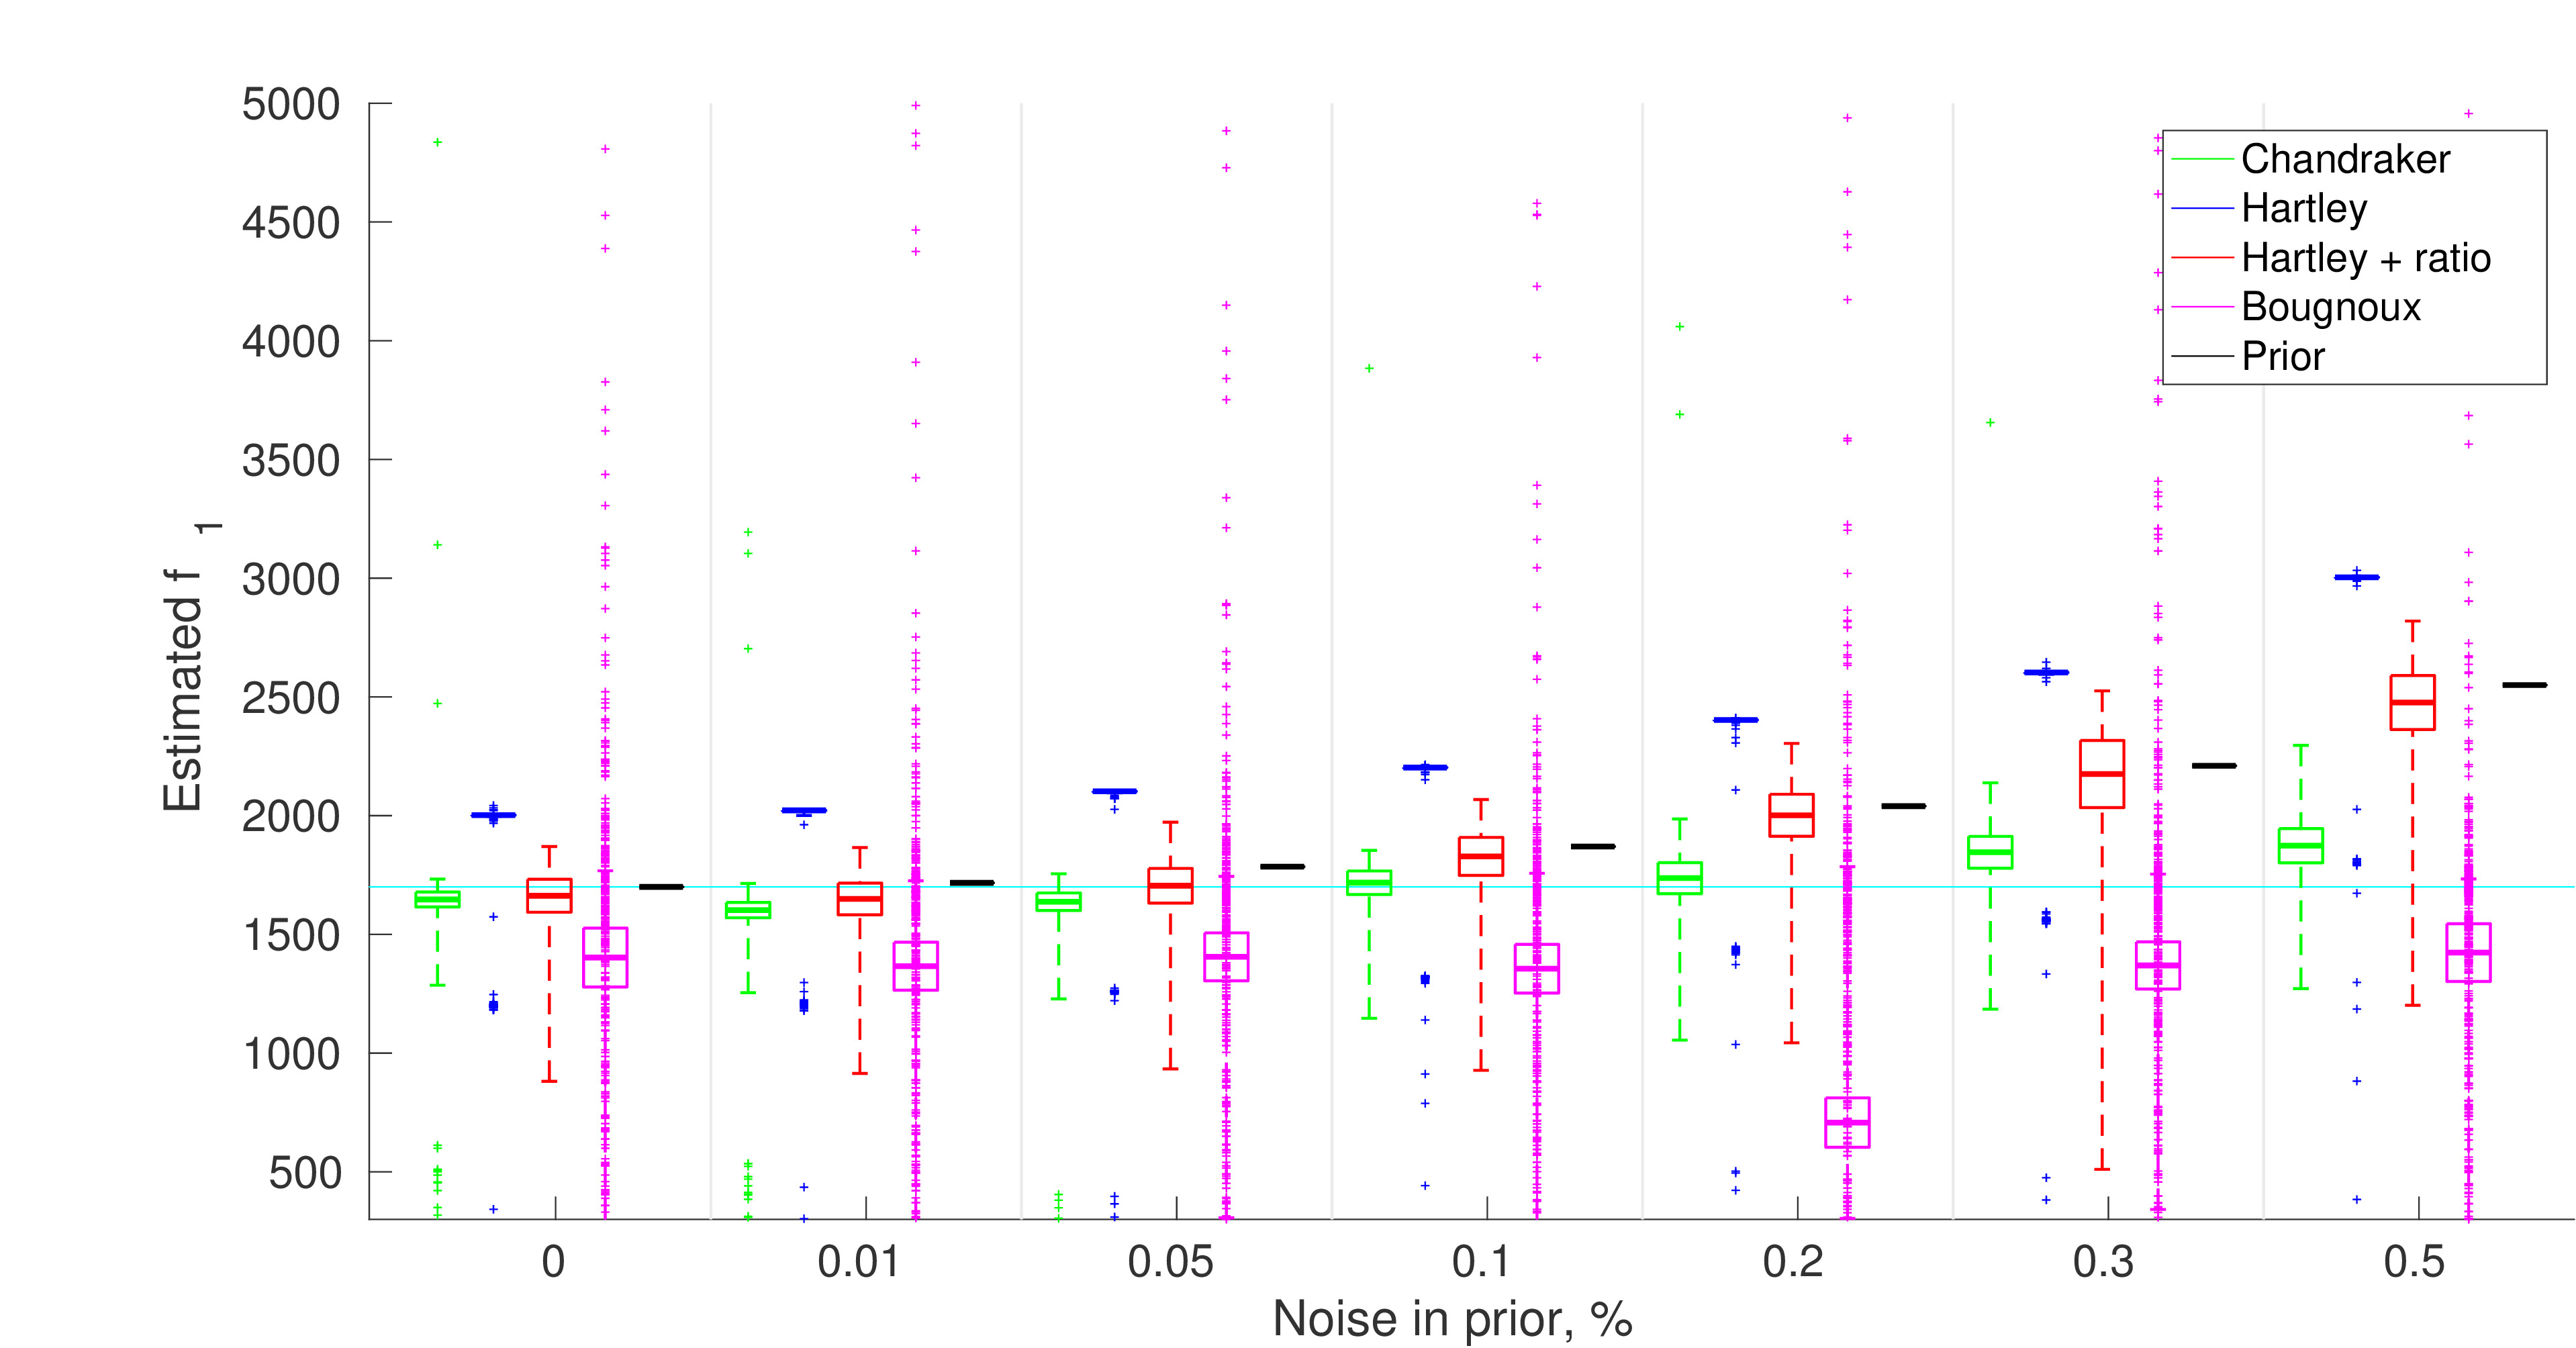 5000
4500
4000
3500
3000
2500
2000
1500
1000
500
Estimated f1
Chandraker
Hartley
Hartley + ratio
Bougnoux
Prior
0 0.01 0.05 0.1 0.2 0.3 0.5
Noise in prior, %